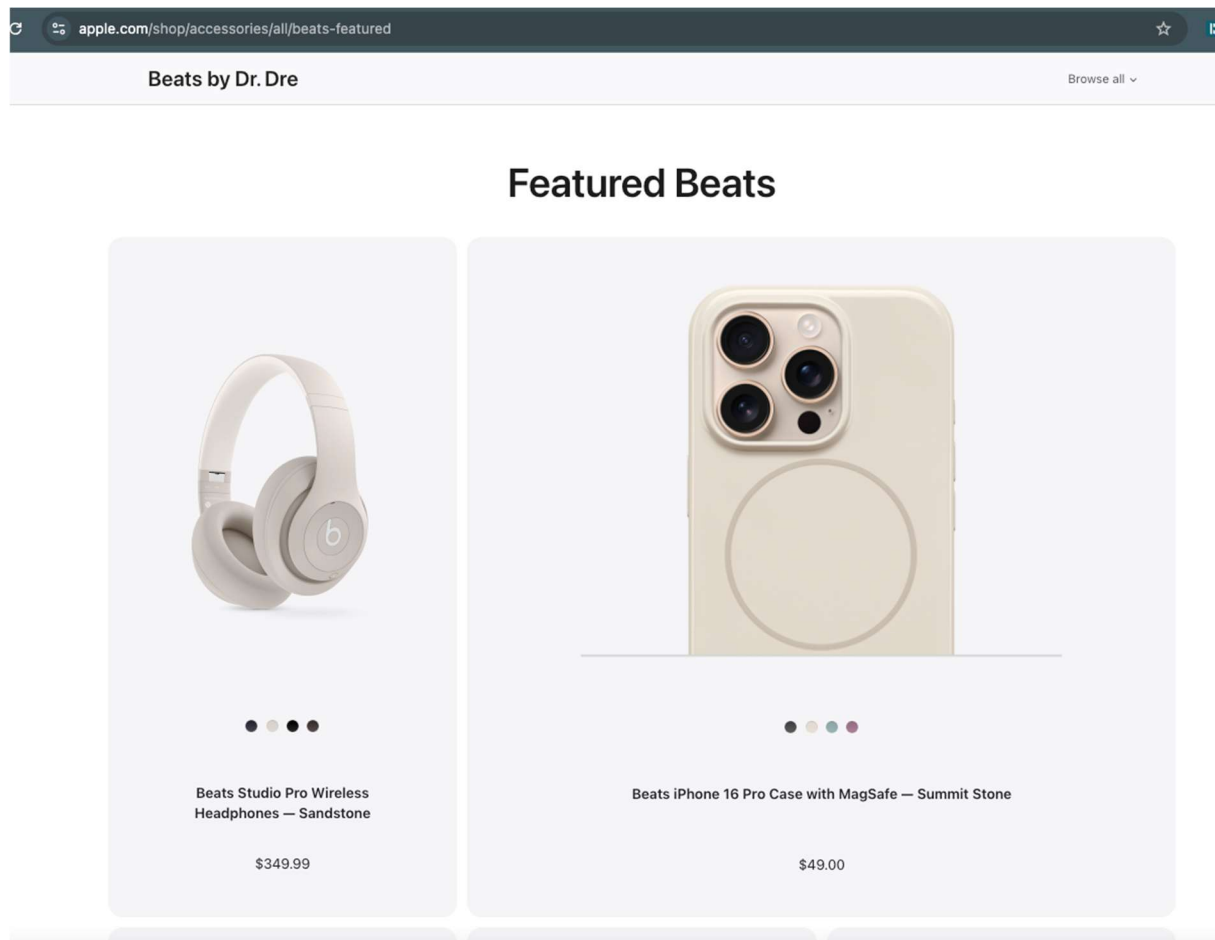 apple.com/shop/accessories/all/beats-featured
Beats by Dr. Dre
Browse all
Featured Beats
b
Beats Studio Pro Wireless
Headphones — Sandstone
$349.99
Beats iPhone 16 Pro Case with MagSafe — Summit Stone
$49.00